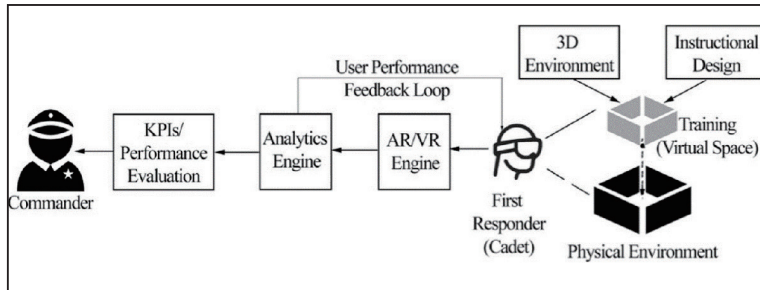 3D
Environment
Instructional
Design
User Performance
Feedback Loop
KPIs/
Performance
Evaluation
Analytics
Engine
AR/VR
Engine
Training
(Virtual Space)
Commander
First
Responder
(Cadet)
Physical Environment